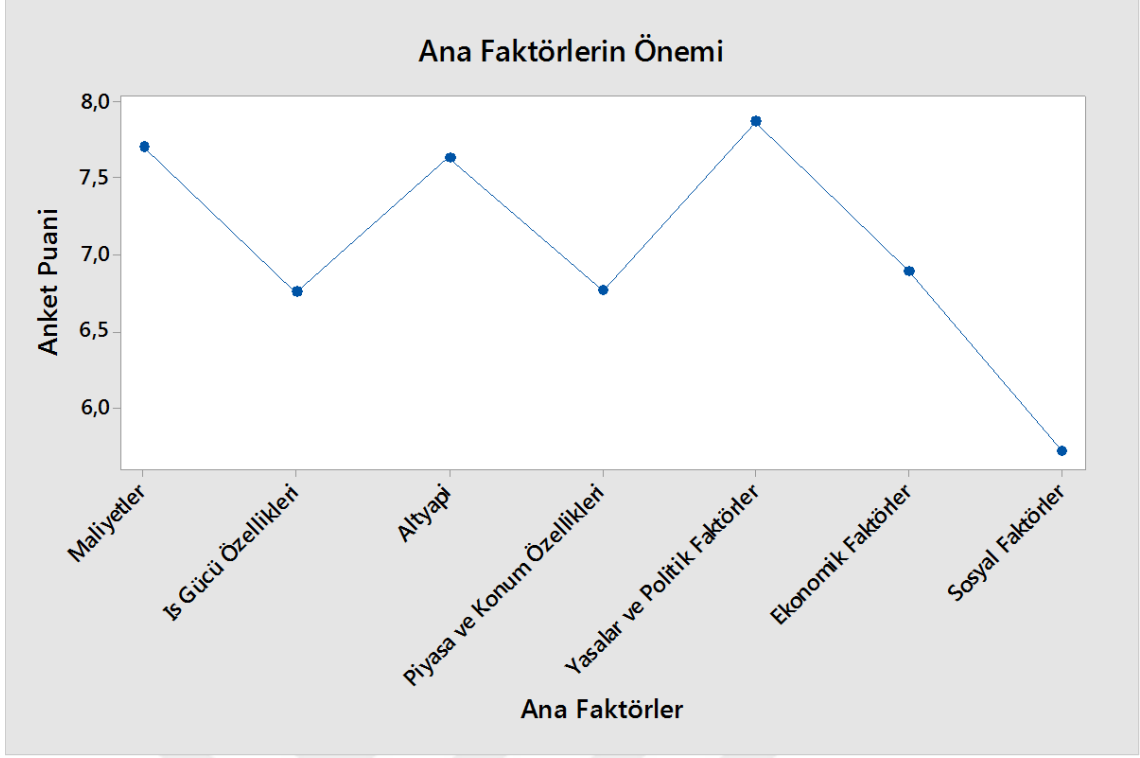 Ana Faktörlerin Önemi
8,0
7,5
7,0
6,5
6,0
Anket Puani
Maliyetler
Is Gücü Özellikleri
Altyapi
Piyasa ve Konum Özellikleri
Yasalar ve Politik Faktörler
Ekonomik Faktörler
Sosyal Faktörler
Ana Faktörler